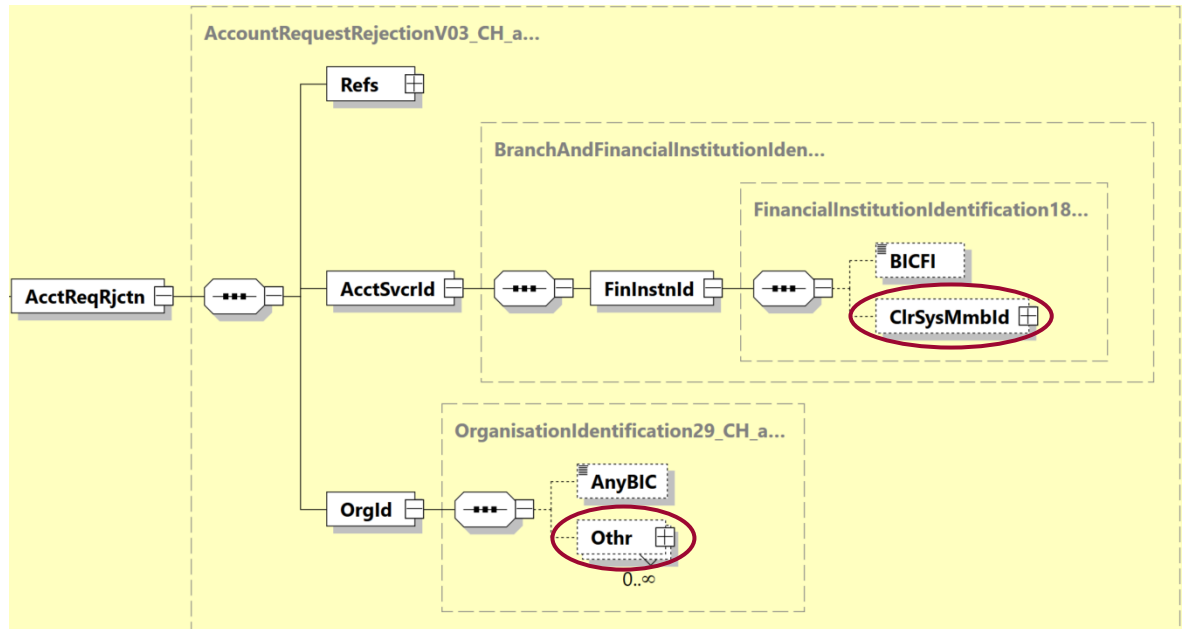 AccountRequestRejectionV03_CH_a...
Refs
BranchAndFinancialInstitutionIden...
FinancialInstitutionIdentification18...
BICFI
AcctReqRjctn
AcctSvcrId
FinInstnId
ClrSysMmbId
OrganisationIdentification29_CH_a...
AnyBIC
OrgId
Othr
0..∞